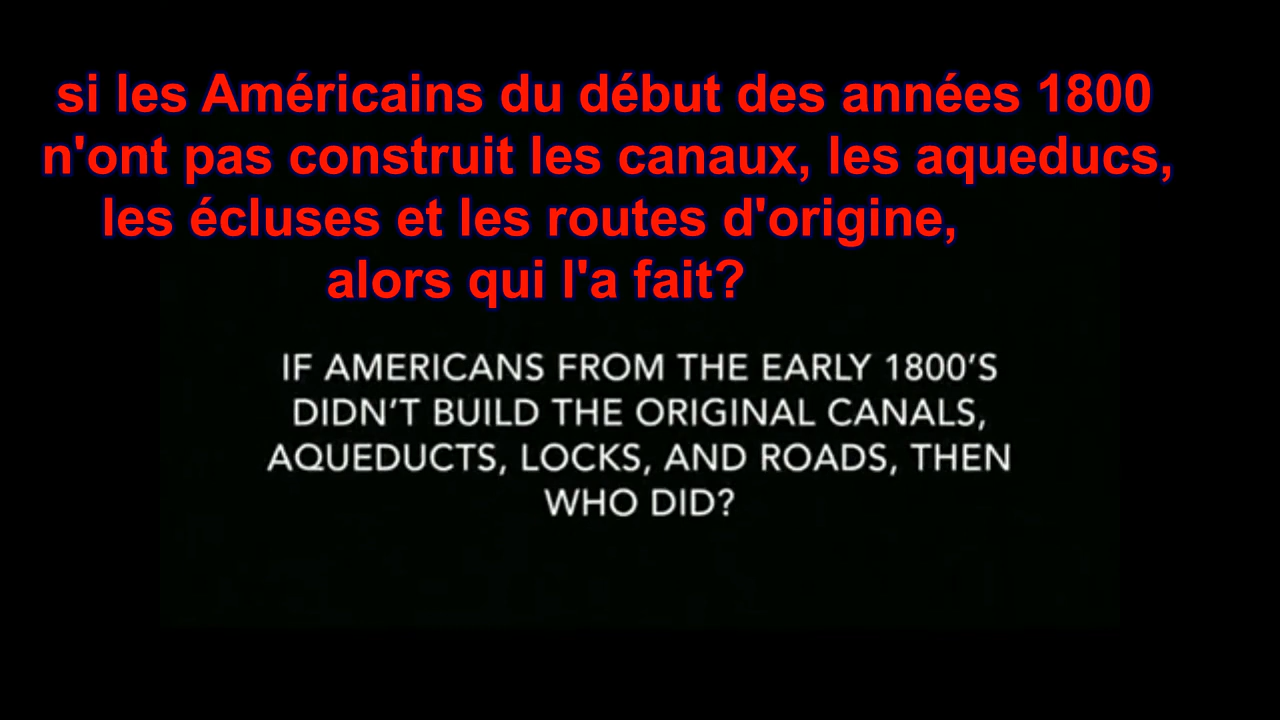 si les Américains du début des années 1800
n'ont pas construit les canaux, les aqueducs,
les écluses et les routes d'origine,
alors qui l'a fait?
IF AMERICANS FROM THE EARLY 1800'S
DIDN'T BUILD THE ORIGINAL CANALS,
AQUEDUCTS, LOCKS, AND ROADS, THEN
WHO DID?